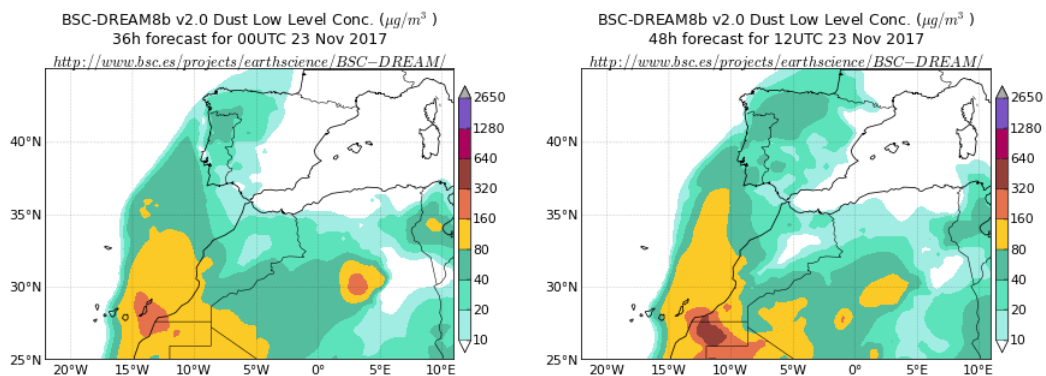 BSC-DREAM8b v2.0 Dust Low Level Conc. (μg/m³ )
36h forecast for 00UTC 23 Nov 2017
http://www.bsc.es/projects/earthscience/BSC−DREAM/
40°N
35°N
30°N
25°N
20°W
15°W
10°W
5°W
0°
5°E
10°E
2650
1280
640
320
160
80
40
20
10
BSC-DREAM8b v2.0 Dust Low Level Conc. (μg/m³ )
48h forecast for 12UTC 23 Nov 2017
http://www.bsc.es/projects/earthscience/BSC−DREAM/
40°N
35°N
30°N
25°N
20°W
15°W
10°W
5°W
0°
5°E
10°E
2650
1280
640
320
160
80
40
20
10